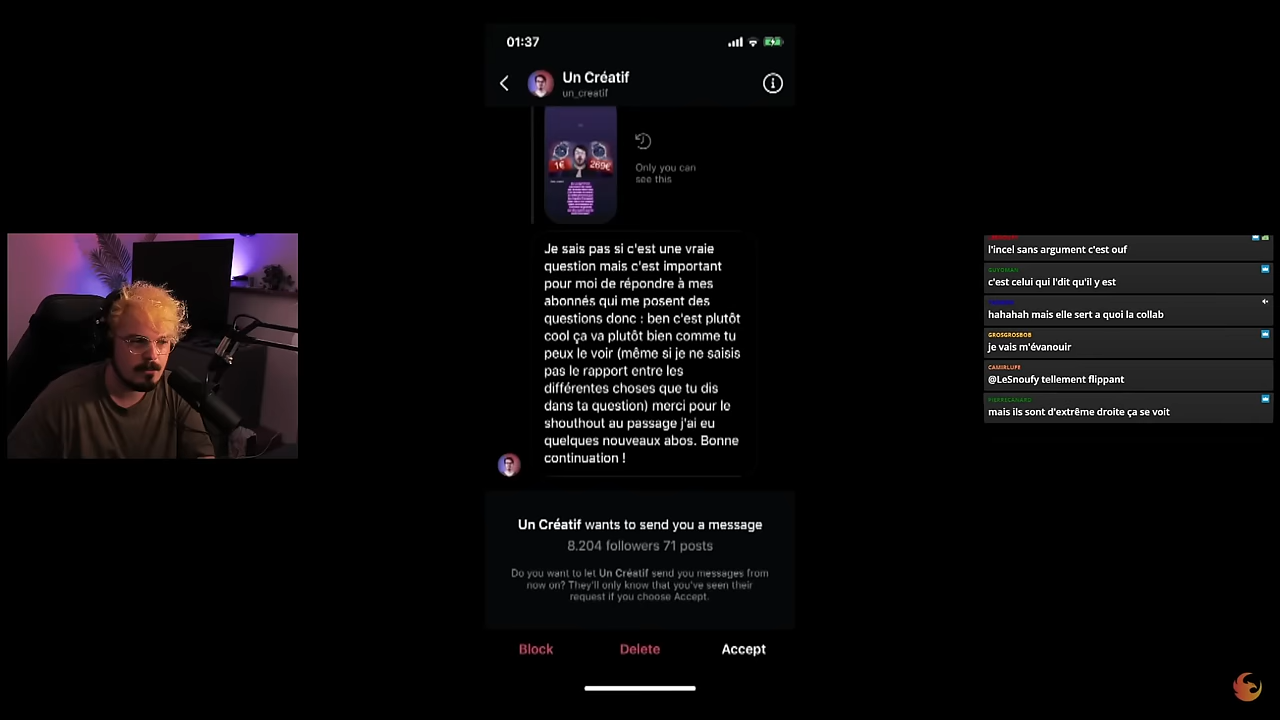 01:37
Un Créatif
un_creatif
1€
269€
Only you can
see this
Je sais pas si c'est une vraie
question mais c'est important
pour moi de répondre à mes
abonnés qui me posent des
questions donc : ben c'est plutôt
cool ça va plutôt bien comme tu
peux le voir (même si je ne saisis
pas le rapport entre les
différentes choses que tu dis
dans ta question) merci pour le
shouthout au passage j'ai eu
quelques nouveaux abos. Bonne
continuation !
Un Créatif wants to send you a message
8.204 followers 71 posts
Do you want to let Un Créatif send you messages from
now on? They'll only know that you've seen their
request if you choose Accept.
Block
Delete
Accept
l'incel sans argument c'est ouf
c'est celui qui l'dit qu'il y est
hahahah mais elle sert a quoi la collab
GROSGROSBOB
je vais m'évanouir
@LeSnoufy tellement flippant
mais ils sont d'extrême droite ça se voit